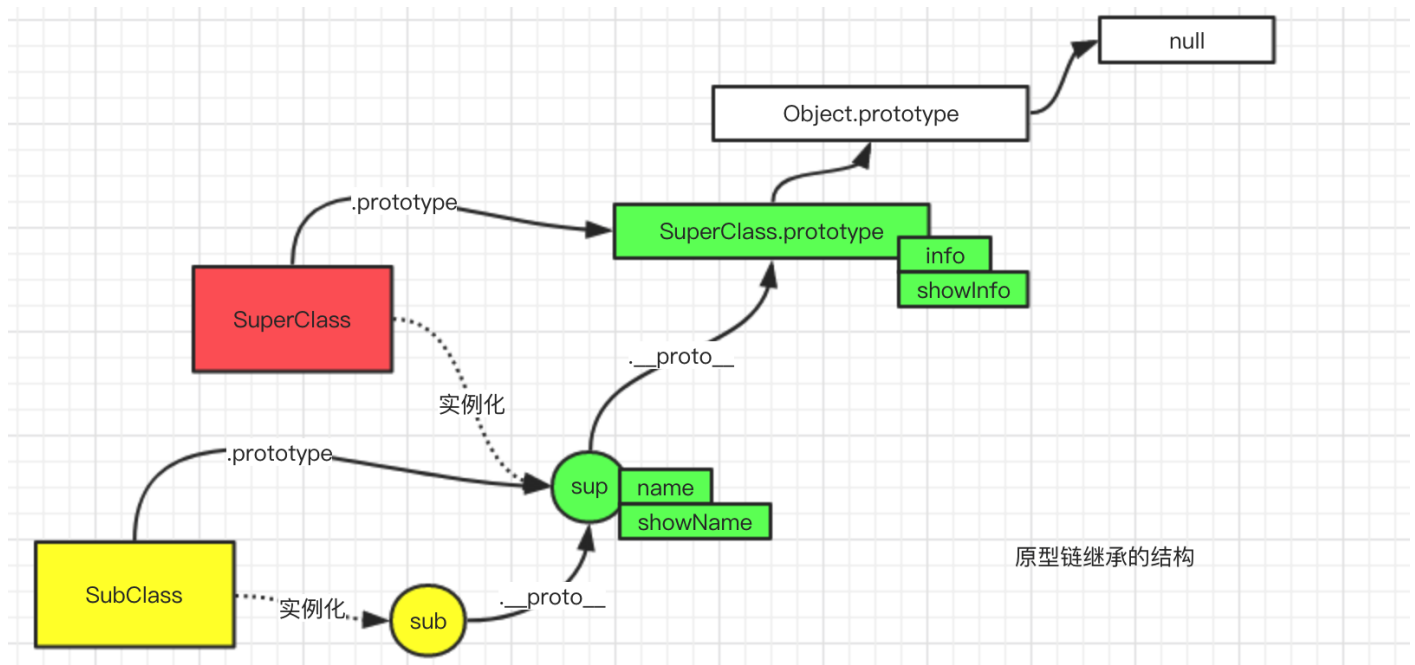 null
Object.prototype
.prototype
SuperClass.prototype
info
showInfo
SuperClass
.__proto__
实例化
.prototype
sup
name
showName
原型链继承的结构
SubClass
实例化
.__proto__
sub